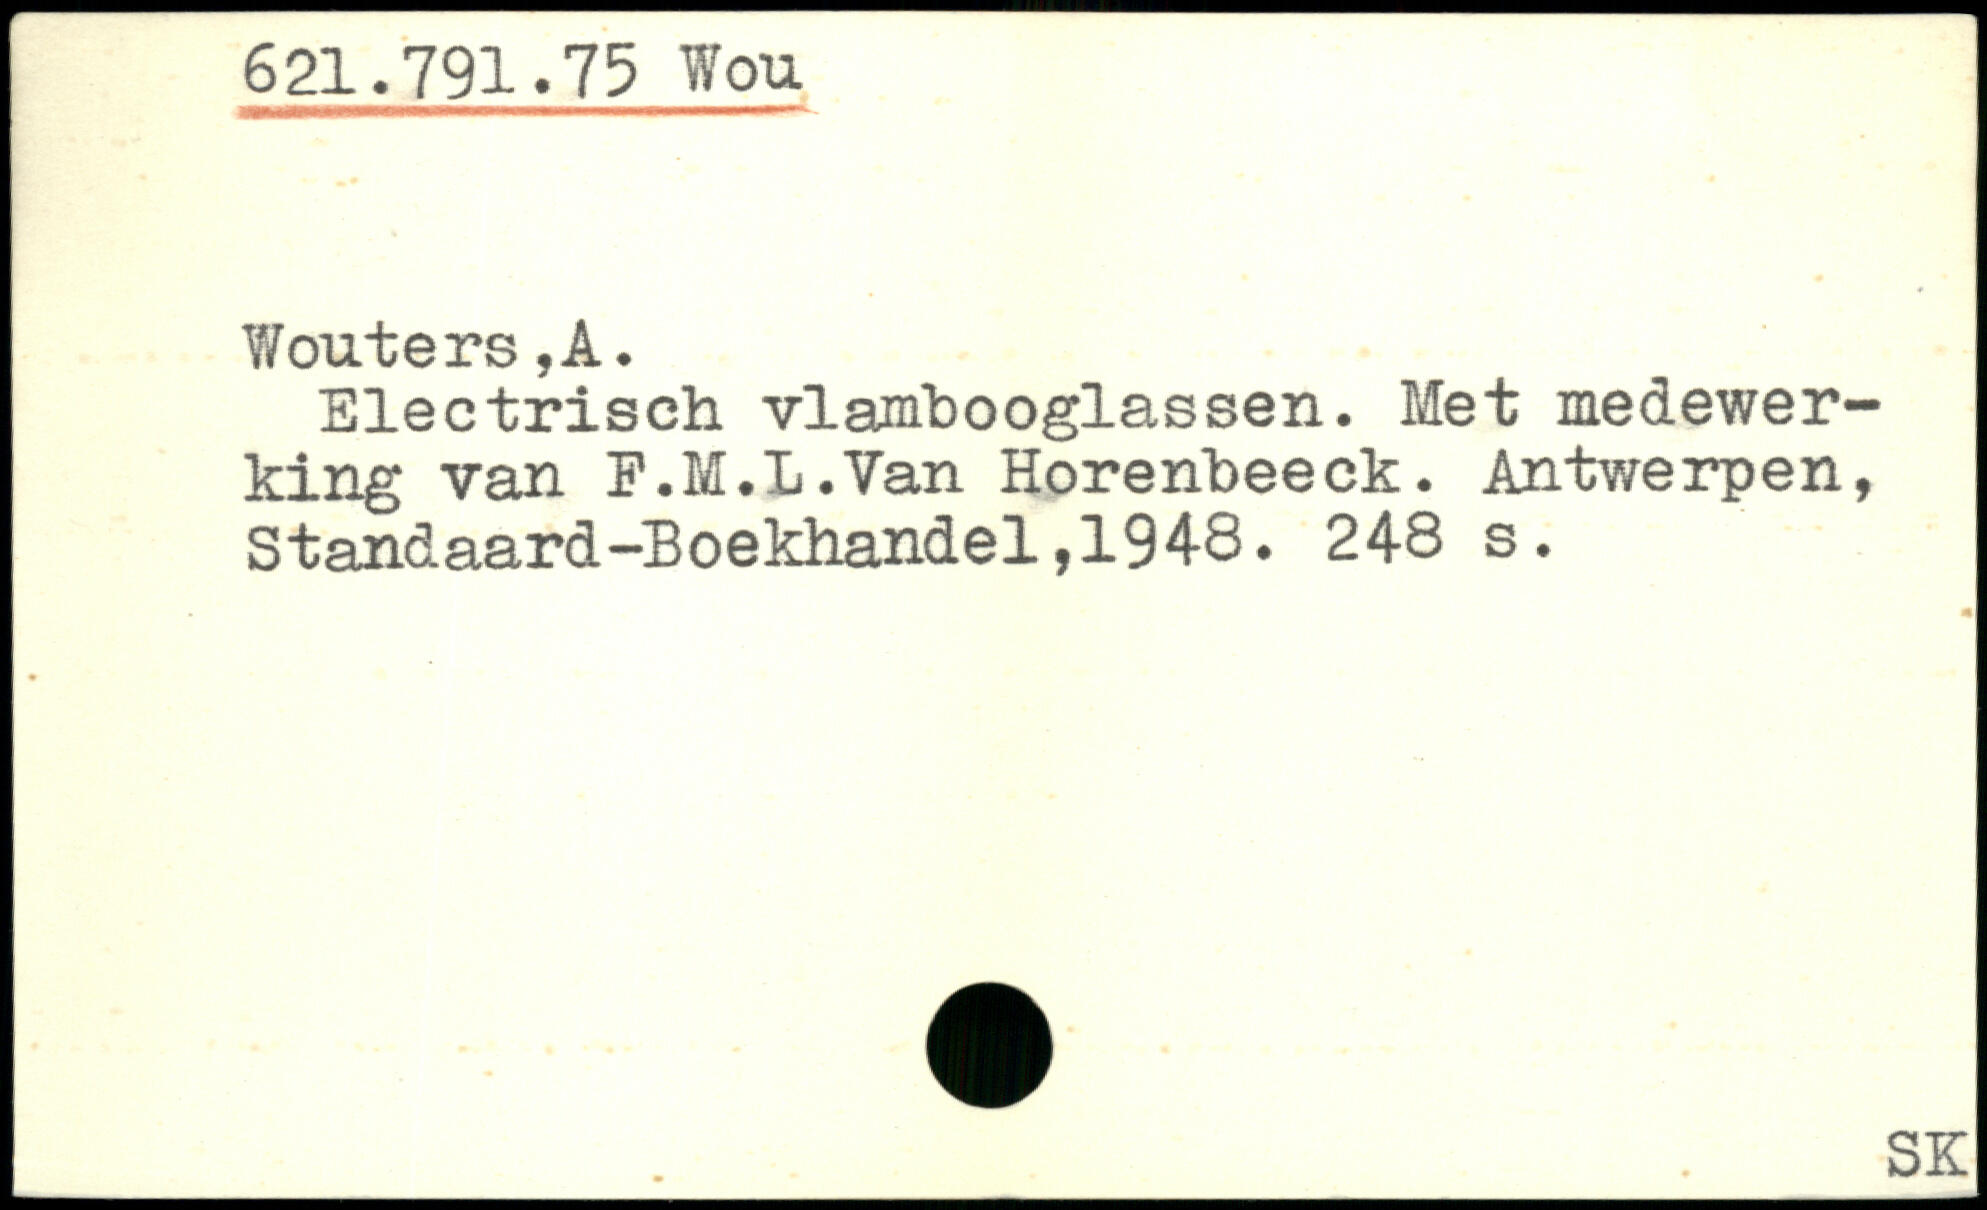 621.791.75 Wou
Wouters,A.
Electrisch vlambooglassen. Met medewer-
king van F.M.L.Van Horenbeeck. Antwerpen,
Standaard-Boekhandel,1948. 248 s.
SK